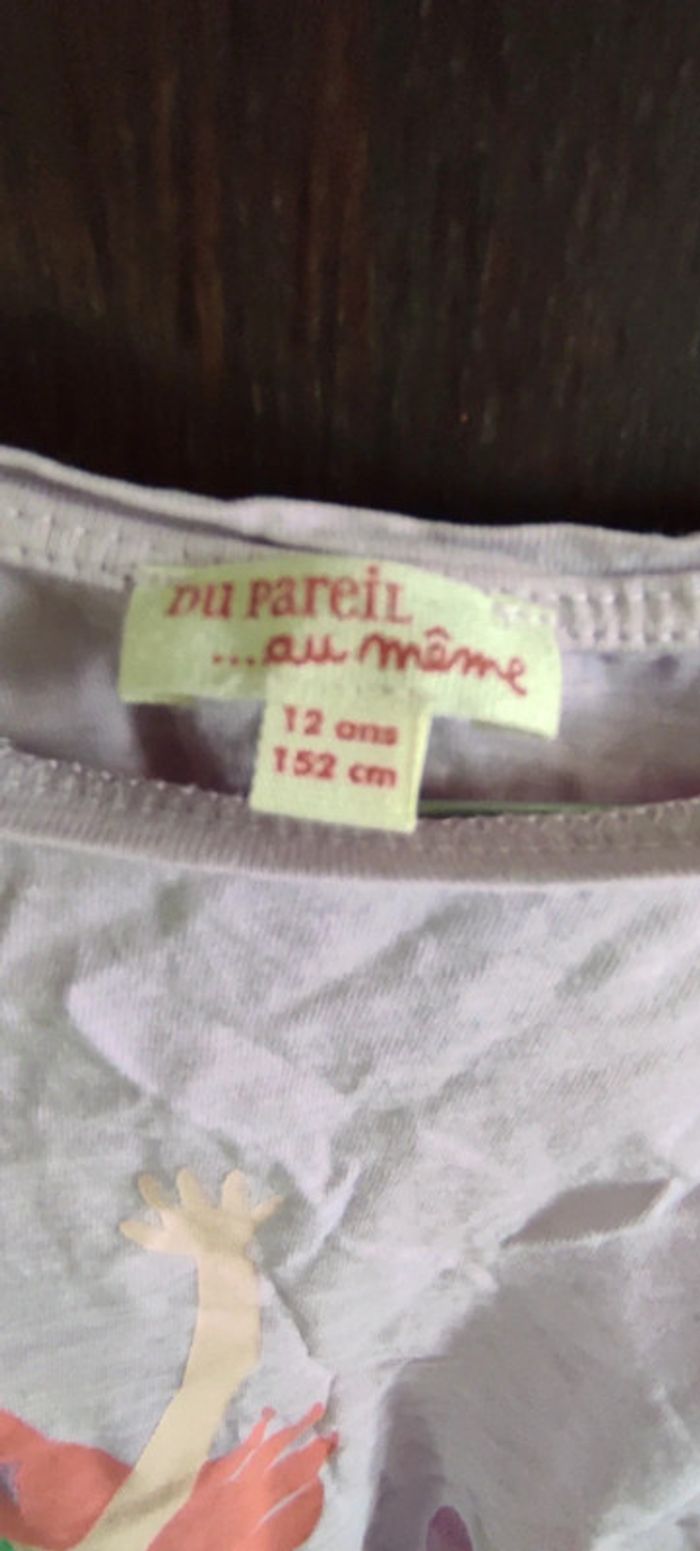 DU PAREIL
...au même
12 ans
152 cm